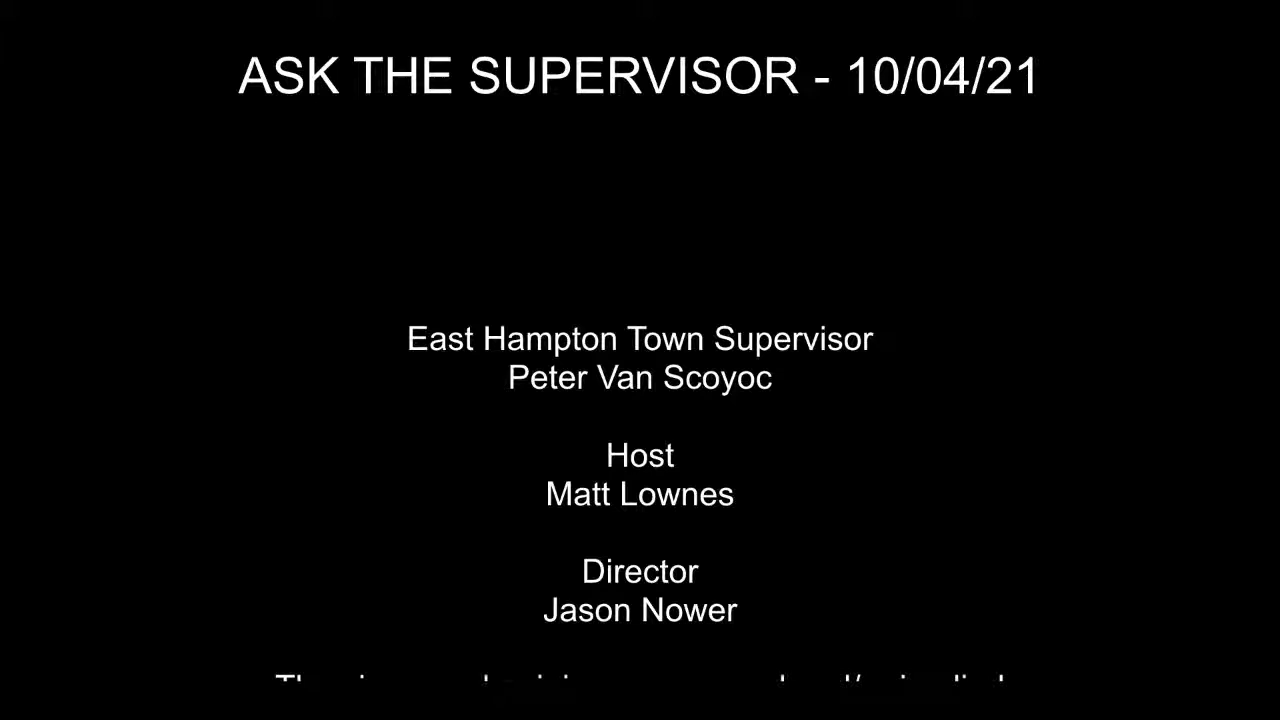 ASK THE SUPERVISOR - 10/04/21
East Hampton Town Supervisor
Peter Van Scoyoc
Host
Matt Lownes
Director
Jason Nower